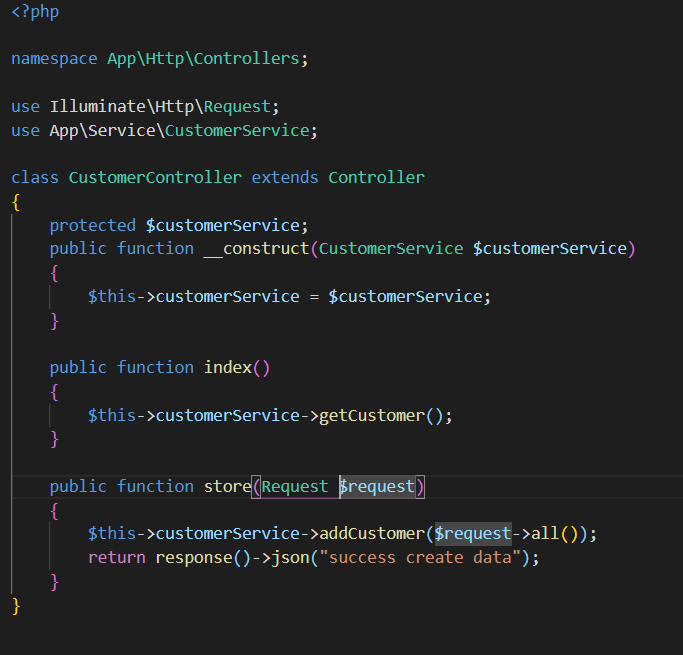 <?php
namespace App\Http\Controllers;
use Illuminate\Http\Request;
use App\Service\CustomerService;
class CustomerController extends Controller
{
    protected $customerService;
    public function __construct(CustomerService $customerService)
    {
        $this->customerService = $customerService;
    }
    public function index()
    {
        $this->customerService->getCustomer();
    }
    public function store(Request $request)
    {
        $this->customerService->addCustomer($request->all());
        return response()->json("success create data");
    }
}